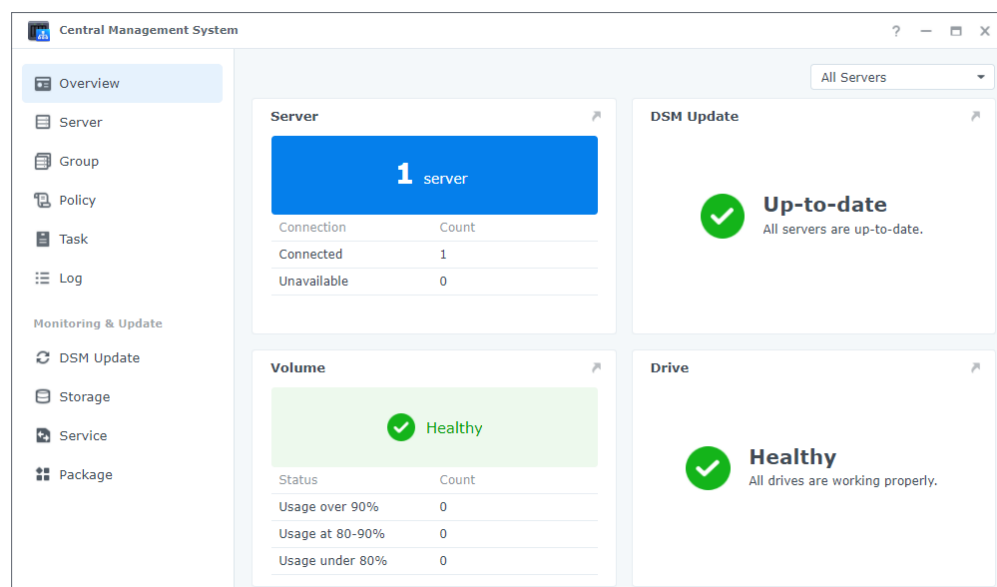 Central Management System
?
Overview
Server
Group
Policy
Task
Log
Monitoring & Update
DSM Update
Storage
Service
Package
All Servers
Server
1 server
Connection Count
Connected 1
Unavailable 0
DSM Update
Up-to-date
All servers are up-to-date.
Volume
Healthy
Status Count
Usage over 90% 0
Usage at 80-90% 0
Usage under 80% 0
Drive
Healthy
All drives are working properly.